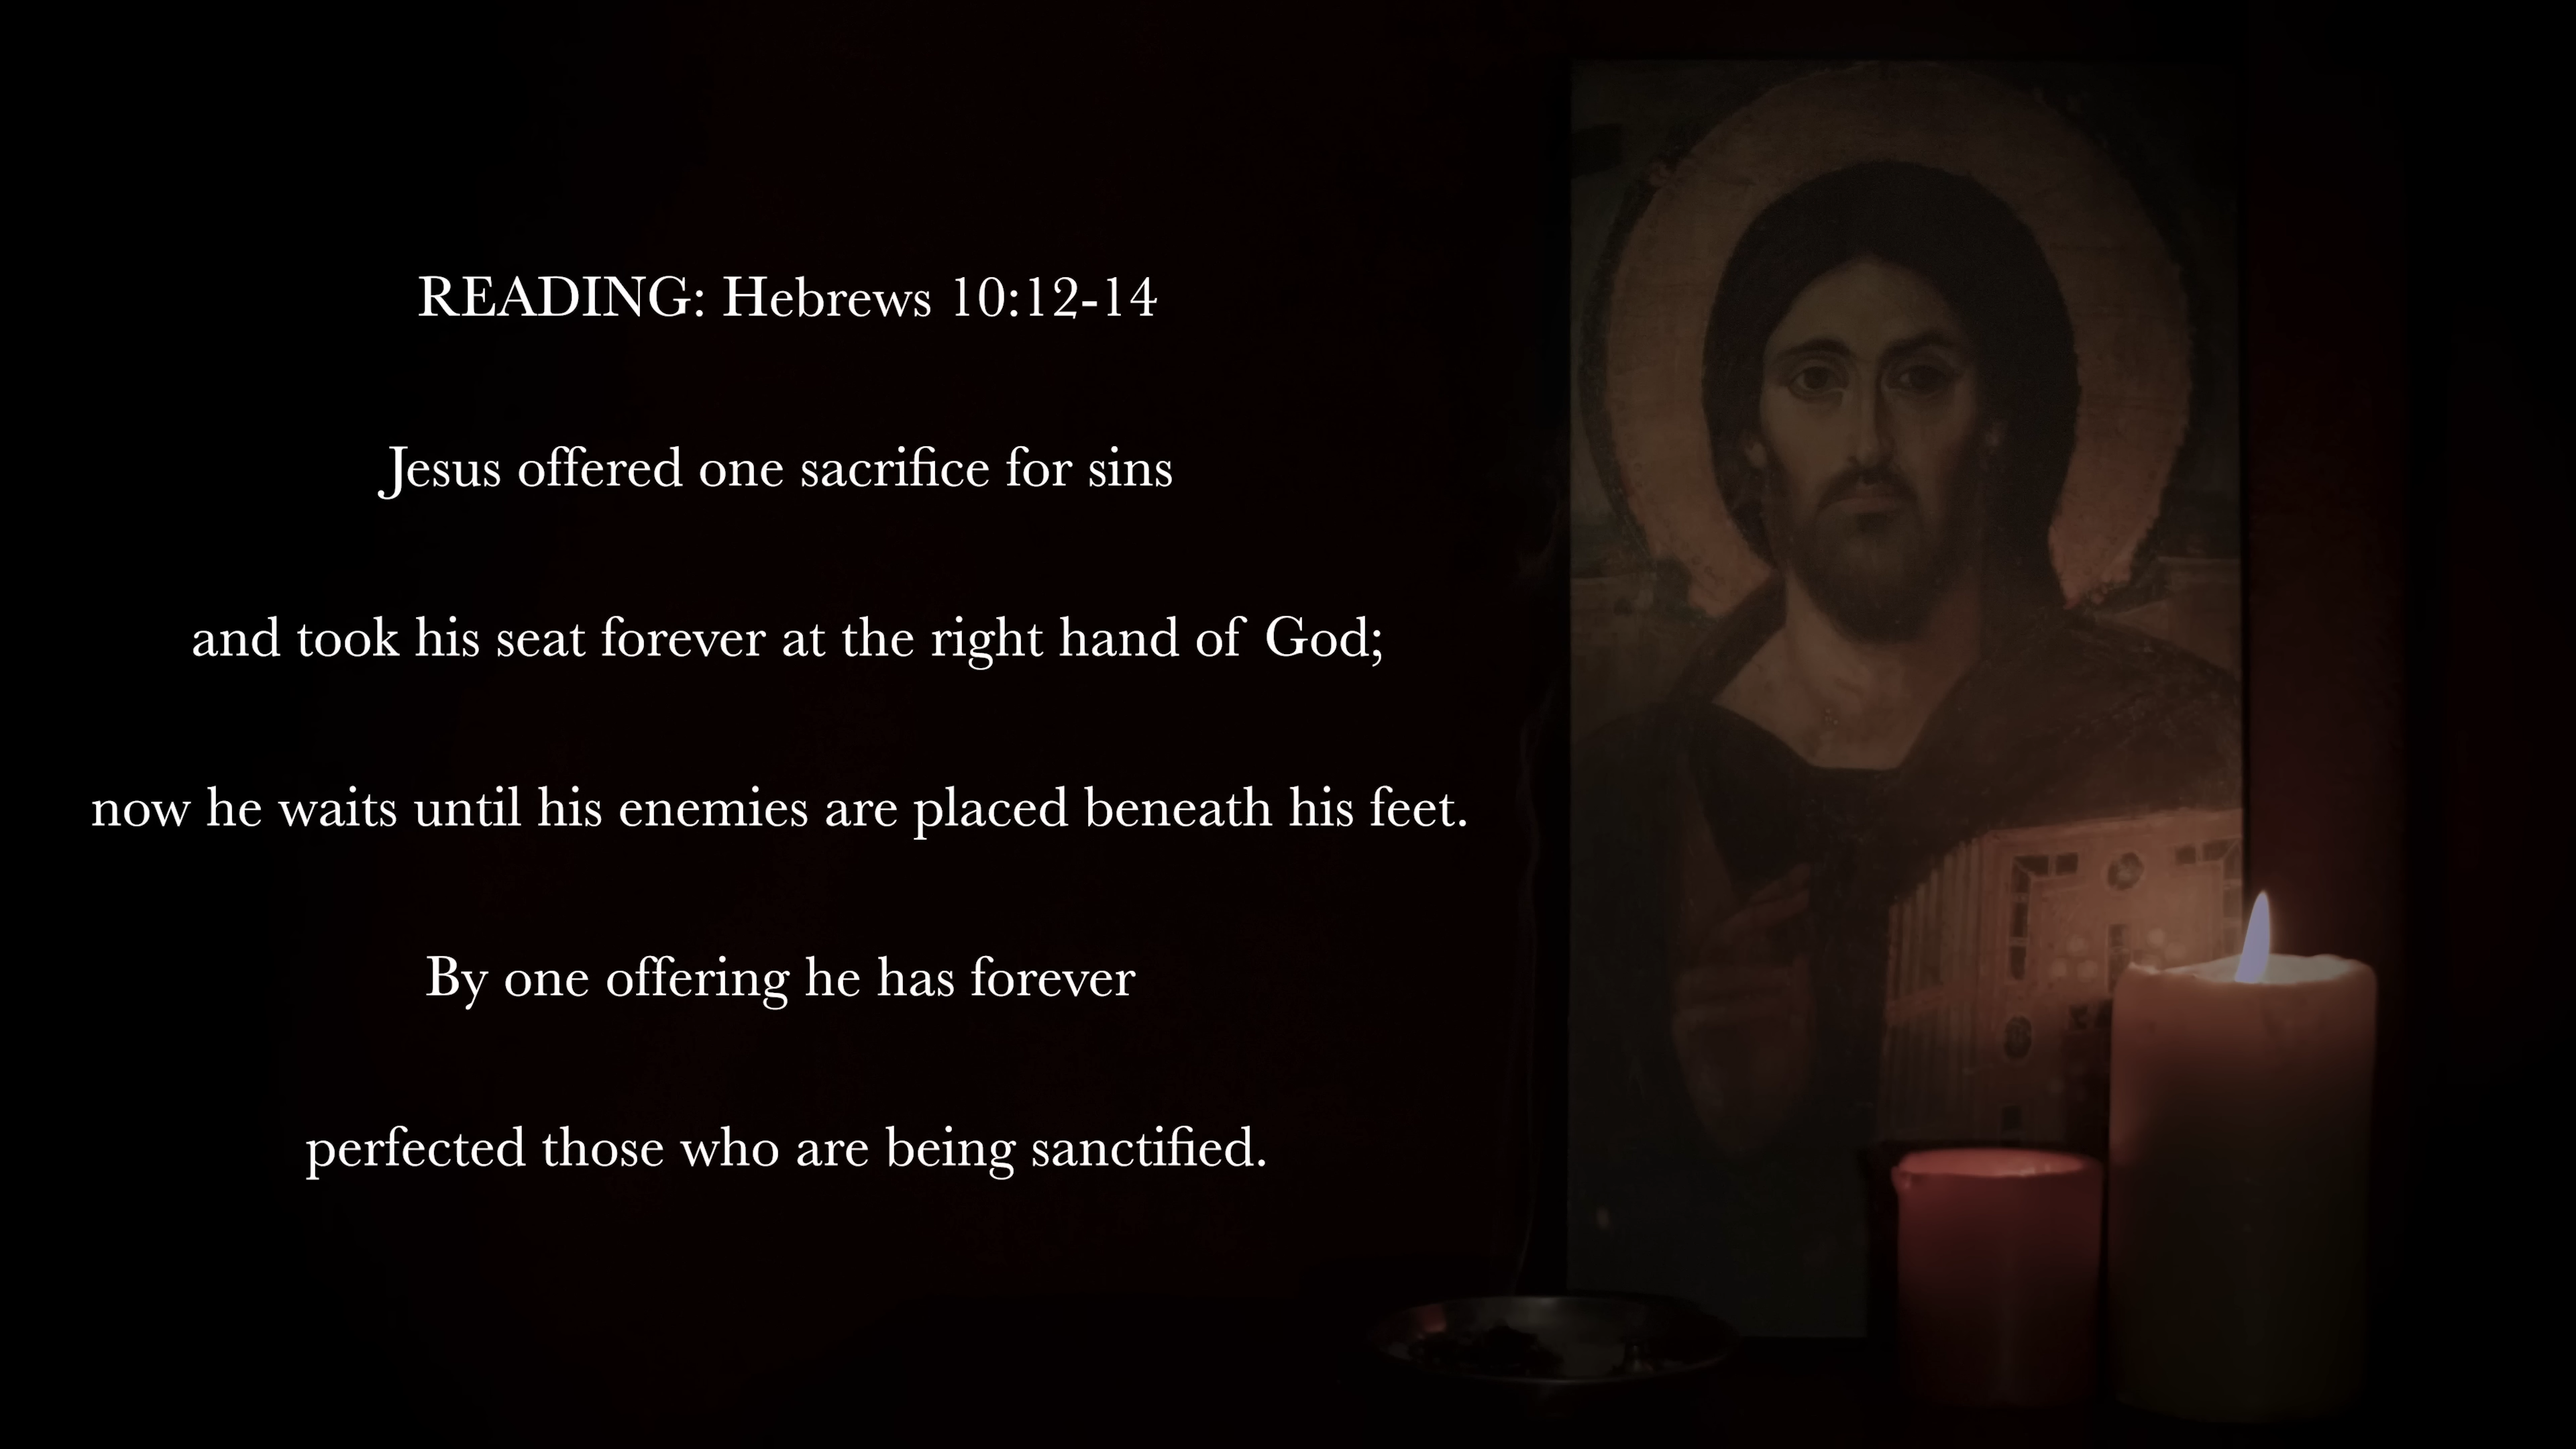 READING: Hebrews 10:12-14
Jesus offered one sacrifice for sins
and took his seat forever at the right hand of God;
now he waits until his enemies are placed beneath his feet.
By one offering he has forever
perfected those who are being sanctified.